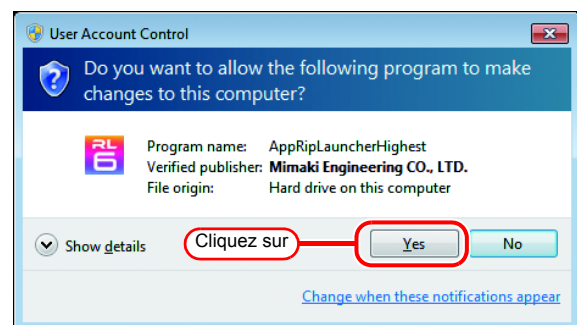 User Account Control
Do you want to allow the following program to make
changes to this computer?
RL
6
Program name: AppRipLauncherHighest
Verified publisher: Mimaki Engineering CO., LTD.
File origin: Hard drive on this computer
Show details
Cliquez sur
Yes
No
Change when these notifications appear